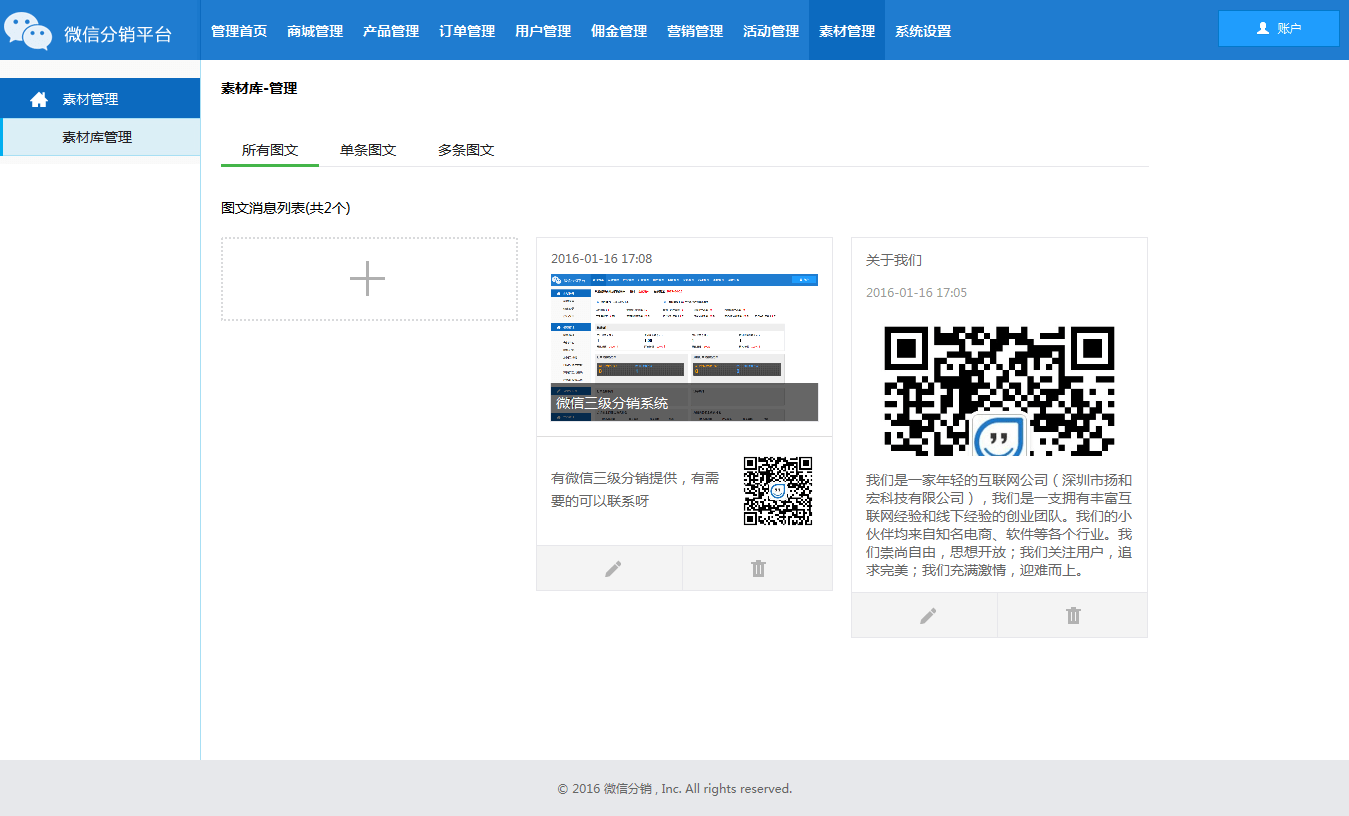 微信分销平台
管理首页 商城管理 产品管理 订单管理 用户管理 佣金管理 营销管理 活动管理 素材管理 系统设置
账户
素材管理
素材库管理
素材库-管理
所有图文 单条图文 多条图文
图文消息列表(共2个)
2016-01-16 17:08
微信三级分销系统
有微信三级分销提供，有需
要的可以联系呀
关于我们
2016-01-16 17:05
我们是一家年轻的互联网公司（深圳市扬和
宏科技有限公司），我们是一支拥有丰富互
联网经验和线下经验的创业团队。我们的小
伙伴均来自知名电商、软件等各个行业。我
们崇尚自由，思想开放；我们关注用户，追
求完美；我们充满激情，迎难而上。
© 2016 微信分销 , Inc. All rights reserved.